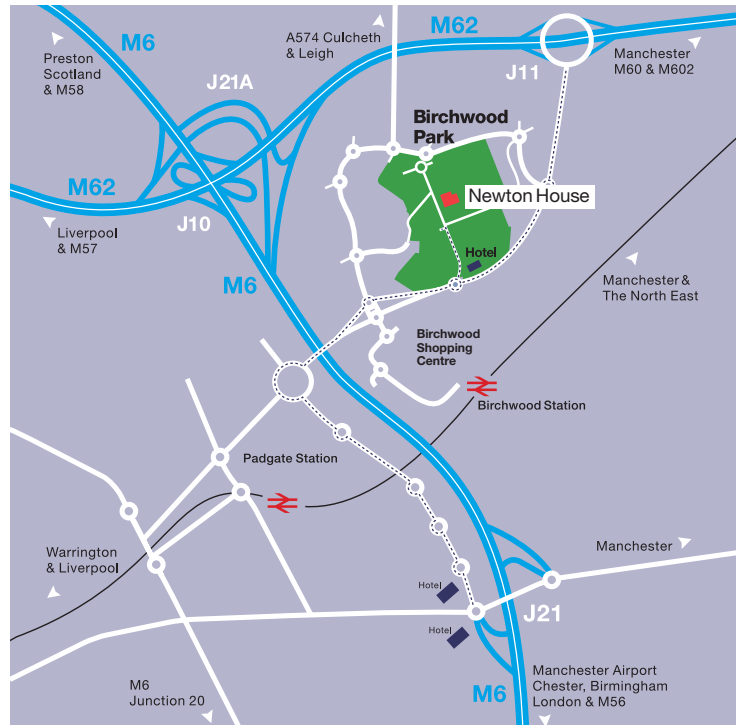 M6
A574 Culcheth
& Leigh
M62
Manchester
M60 & M602
Preston
Scotland
& M58
J21A
J11
Birchwood
Park
M62
Newton House
J10
Liverpool
& M57
Hotel
M6
Manchester &
The North East
Birchwood
Shopping
Centre
Birchwood Station
Padgate Station
Warrington
& Liverpool
Manchester
Hotel
J21
Hotel
M6
Junction 20
M6
Manchester Airport
Chester, Birmingham
London & M56